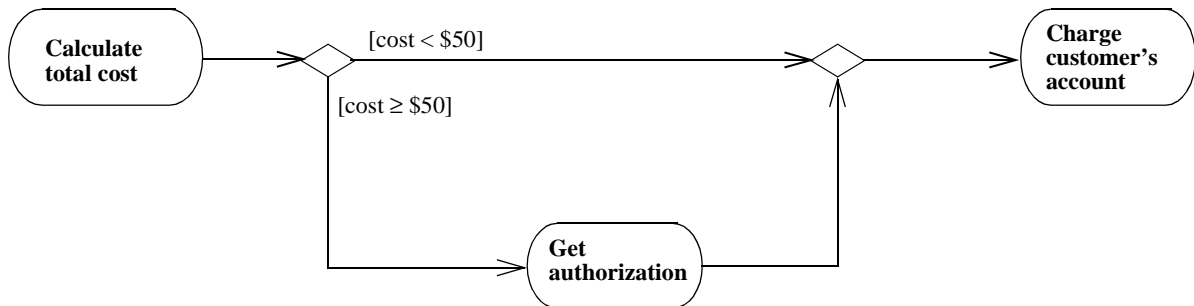 Calculate
total cost
[cost < $50]
[cost ≥ $50]
Get
authorization
Charge
customer’s
account